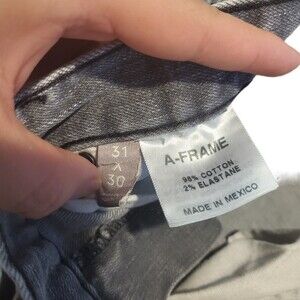 31
X
30
A-FRAME
98% COTTON
2% ELASTANE
MADE IN MEXICO